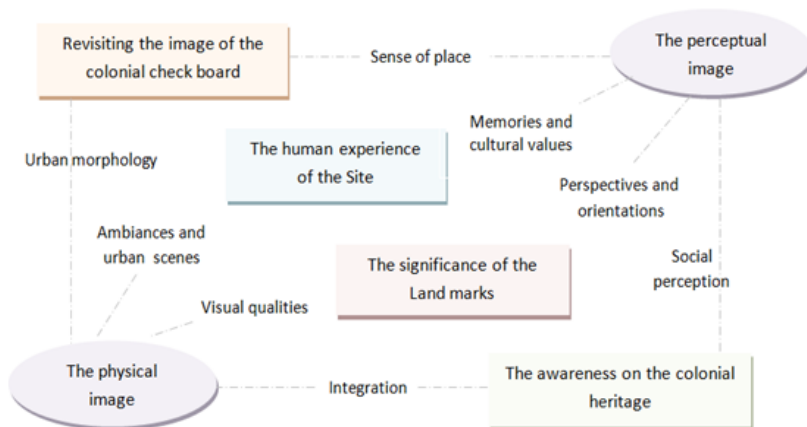 Revisiting the image of the
colonial check board
Sense of place
The perceptual
image
Memories and
cultural values
Urban morphology
The human experience
of the Site
Perspectives and
orientations
Ambiances and
urban scenes
The significance of the
Land marks
Social
perception
Visual qualities
The physical
image
Integration
The awareness on the colonial
heritage